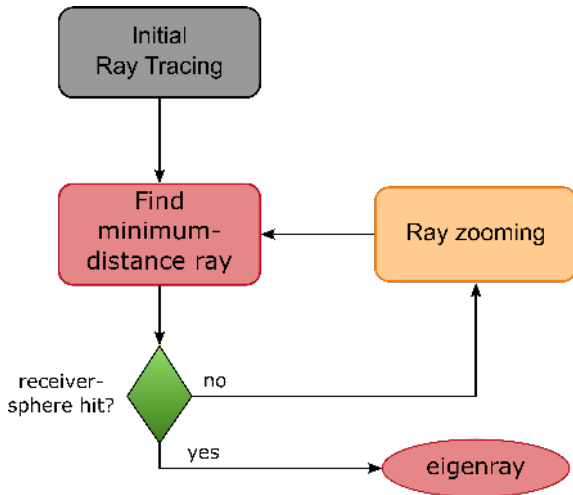 Initial
Ray Tracing
Find
minimum-
distance ray
Ray zooming
receiver-
sphere hit?
no
yes
eigenray